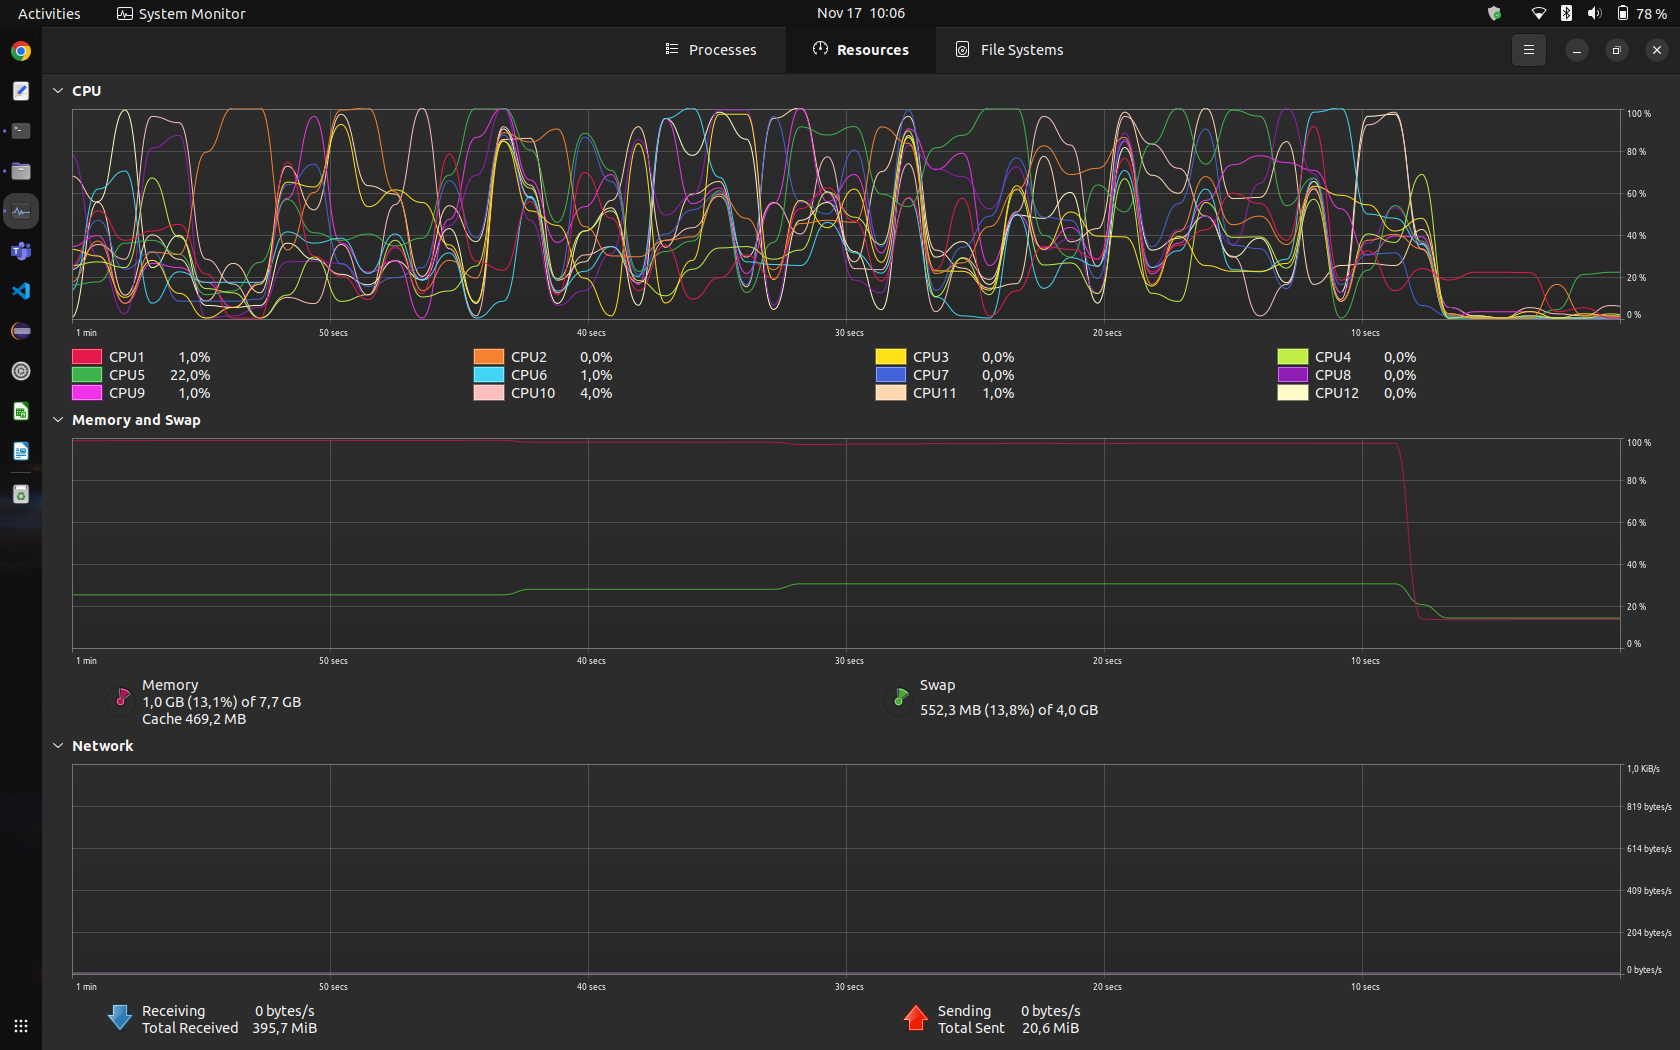 Activities System Monitor Nov 17 10:06 78 %
Processes Resources File Systems
CPU
100 %
80 %
60 %
40 %
20 %
0 %
1 min 50 secs 40 secs 30 secs 20 secs 10 secs
CPU1 1,0% CPU2 0,0% CPU3 0,0% CPU4 0,0%
CPU5 22,0% CPU6 1,0% CPU7 0,0% CPU8 0,0%
CPU9 1,0% CPU10 4,0% CPU11 1,0% CPU12 0,0%
Memory and Swap
100 %
80 %
60 %
40 %
20 %
0 %
1 min 50 secs 40 secs 30 secs 20 secs 10 secs
Memory
1,0 GB (13,1%) of 7,7 GB
Cache 469,2 MB
Swap
552,3 MB (13,8%) of 4,0 GB
Network
1,0 KiB/s
819 bytes/s
614 bytes/s
409 bytes/s
204 bytes/s
0 bytes/s
1 min 50 secs 40 secs 30 secs 20 secs 10 secs
Receiving 0 bytes/s
Total Received 395,7 MiB
Sending 0 bytes/s
Total Sent 20,6 MiB